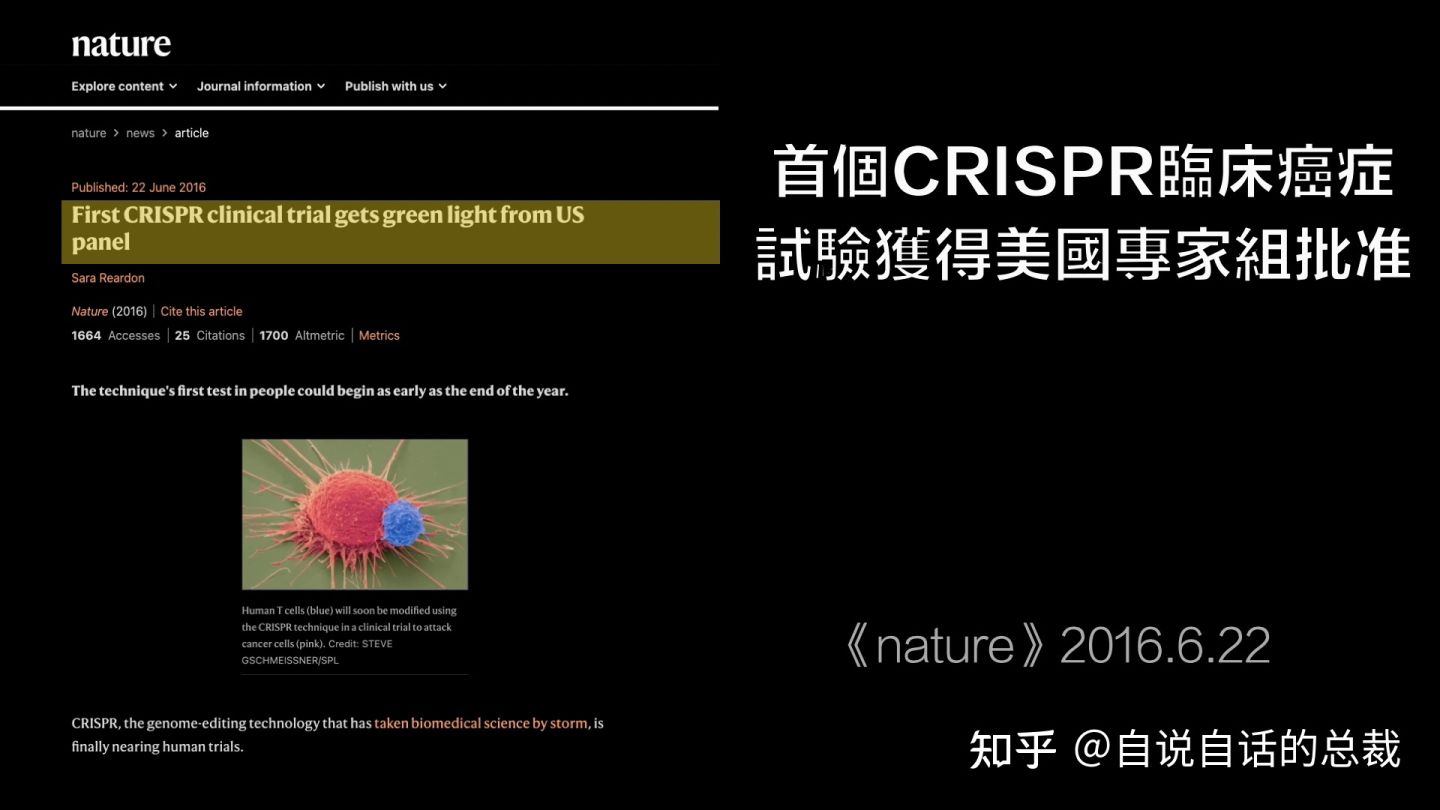 nature
Explore content Journal information Publish with us
nature > news > article
Published: 22 June 2016
First CRISPR clinical trial gets green light from US
panel
Sara Reardon
Nature (2016) | Cite this article
1664 Accesses | 25 Citations | 1700 Altmetric | Metrics
The technique's first test in people could begin as early as the end of the year.
Human T cells (blue) will soon be modified using
the CRISPR technique in a clinical trial to attack
cancer cells (pink). Credit: STEVE
GSCHMEISSNER/SPL
CRISPR, the genome-editing technology that has taken biomedical science by storm, is
finally nearing human trials.
首個CRISPR臨床癌症
試驗獲得美國專家組批准
《nature》2016.6.22
知乎 @自说自话的总裁